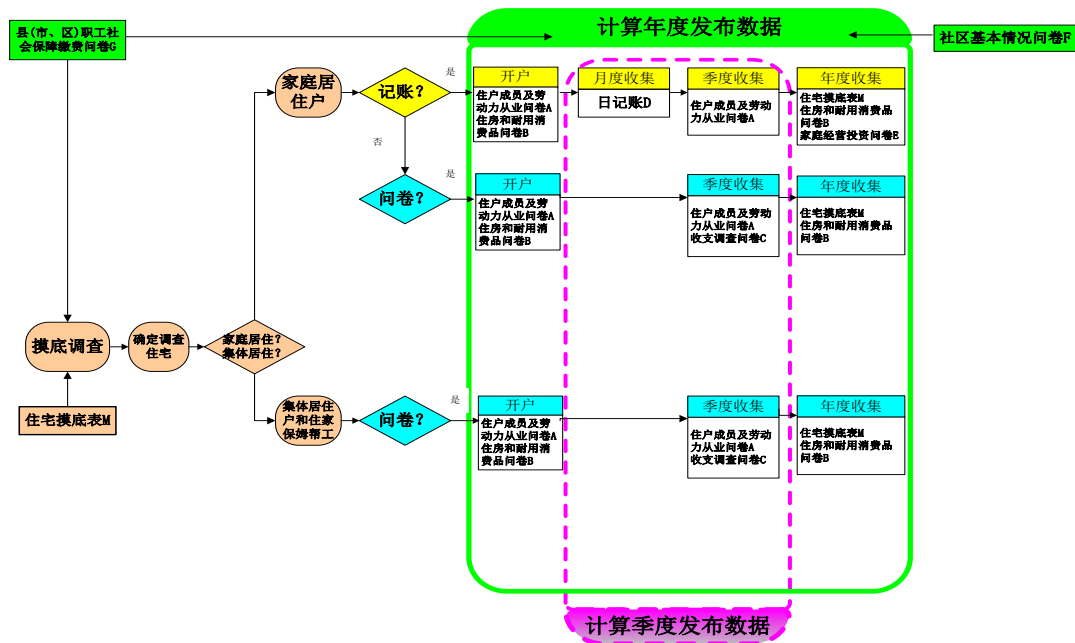 计算年度发布数据
县(市、区)职工社
会保障缴费问卷G
社区基本情况问卷F
家庭居
住户
记账？
是
开户
住户成员及劳
动力从业问卷A
住房和耐用消
费品问卷B
月度收集
日记账D
季度收集
住户成员及劳动
力从业问卷A
年度收集
住宅摸底表M
住房和耐用消费品
问卷B
家庭经营投资问卷E
否
问卷？
是
开户
住户成员及劳
动力从业问卷A
住房和耐用消
费品问卷B
季度收集
住户成员及劳动
力从业问卷A
收支调查问卷C
年度收集
住宅摸底表M
住房和耐用消费品
问卷B
摸底调查
确定调查
住宅
家庭居住？
集体居住？
住宅摸底表M
集体居住
户和住家
保姆帮工
问卷？
是
开户
住户成员及劳
动力从业问卷A
住房和耐用消
费品问卷B
季度收集
住户成员及劳动
力从业问卷A
收支调查问卷C
年度收集
住宅摸底表M
住房和耐用消费品
问卷B
计算季度发布数据